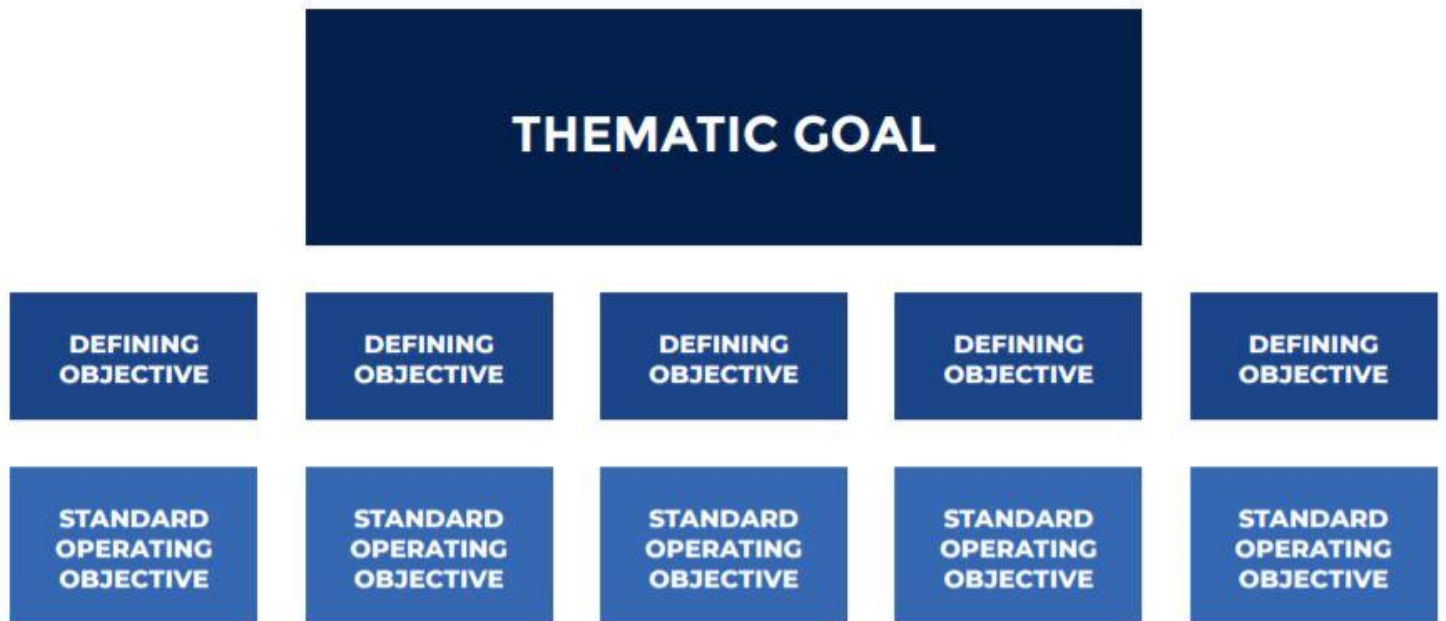 THEMATIC GOAL
DEFINING
OBJECTIVE
DEFINING
OBJECTIVE
DEFINING
OBJECTIVE
DEFINING
OBJECTIVE
DEFINING
OBJECTIVE
STANDARD
OPERATING
OBJECTIVE
STANDARD
OPERATING
OBJECTIVE
STANDARD
OPERATING
OBJECTIVE
STANDARD
OPERATING
OBJECTIVE
STANDARD
OPERATING
OBJECTIVE